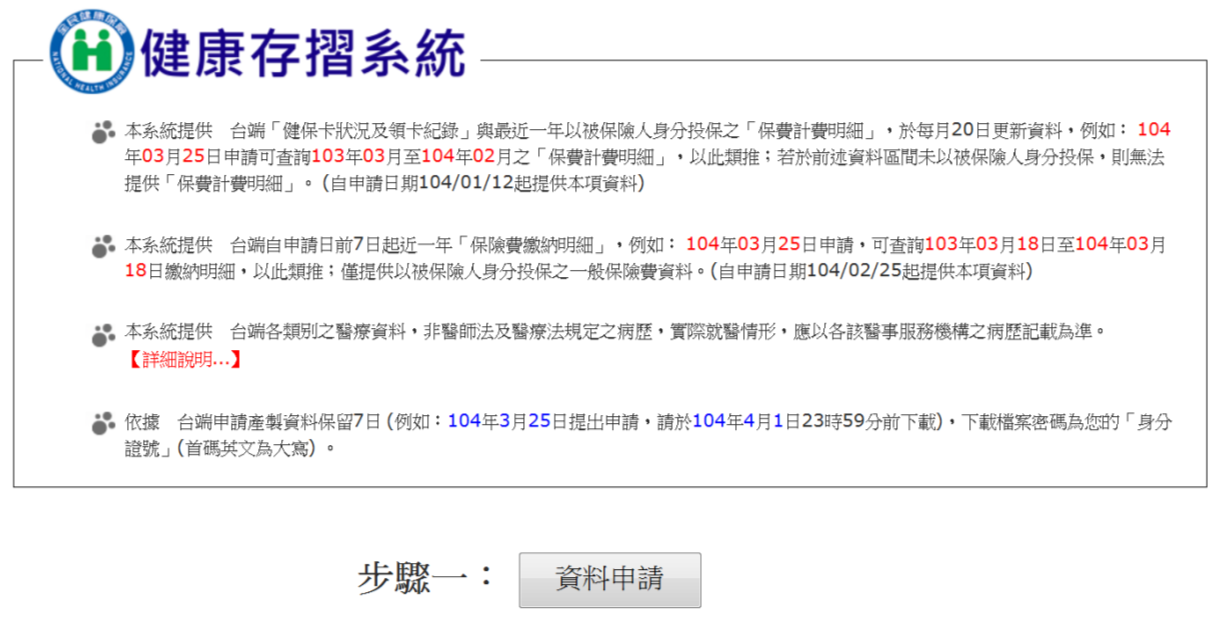 全民健康保險
NATIONAL HEALTH INSURANCE
健康存摺系統
本系統提供　台端「健保卡狀況及領卡紀錄」與最近一年以被保險人身分投保之「保費計費明細」，於每月20日更新資料，例如： 104
年03月25日申請可查詢103年03月至104年02月之「保費計費明細」，以此類推；若於前述資料區間未以被保險人身分投保，則無法
提供「保費計費明細」。(自申請日期104/01/12起提供本項資料)
本系統提供　台端自申請日前7日起近一年「保險費繳納明細」，例如： 104年03月25日申請，可查詢103年03月18日至104年03月
18日繳納明細，以此類推；僅提供以被保險人身分投保之一般保險費資料。(自申請日期104/02/25起提供本項資料)
本系統提供　台端各類別之醫療資料，非醫師法及醫療法規定之病歷，實際就醫情形，應以各該醫事服務機構之病歷記載為準。
【詳細說明...】
依據　台端申請產製資料保留7日 (例如：104年3月25日提出申請，請於104年4月1日23時59分前下載)，下載檔案密碼為您的「身分
證號」(首碼英文為大寫) 。
步驟一： 資料申請